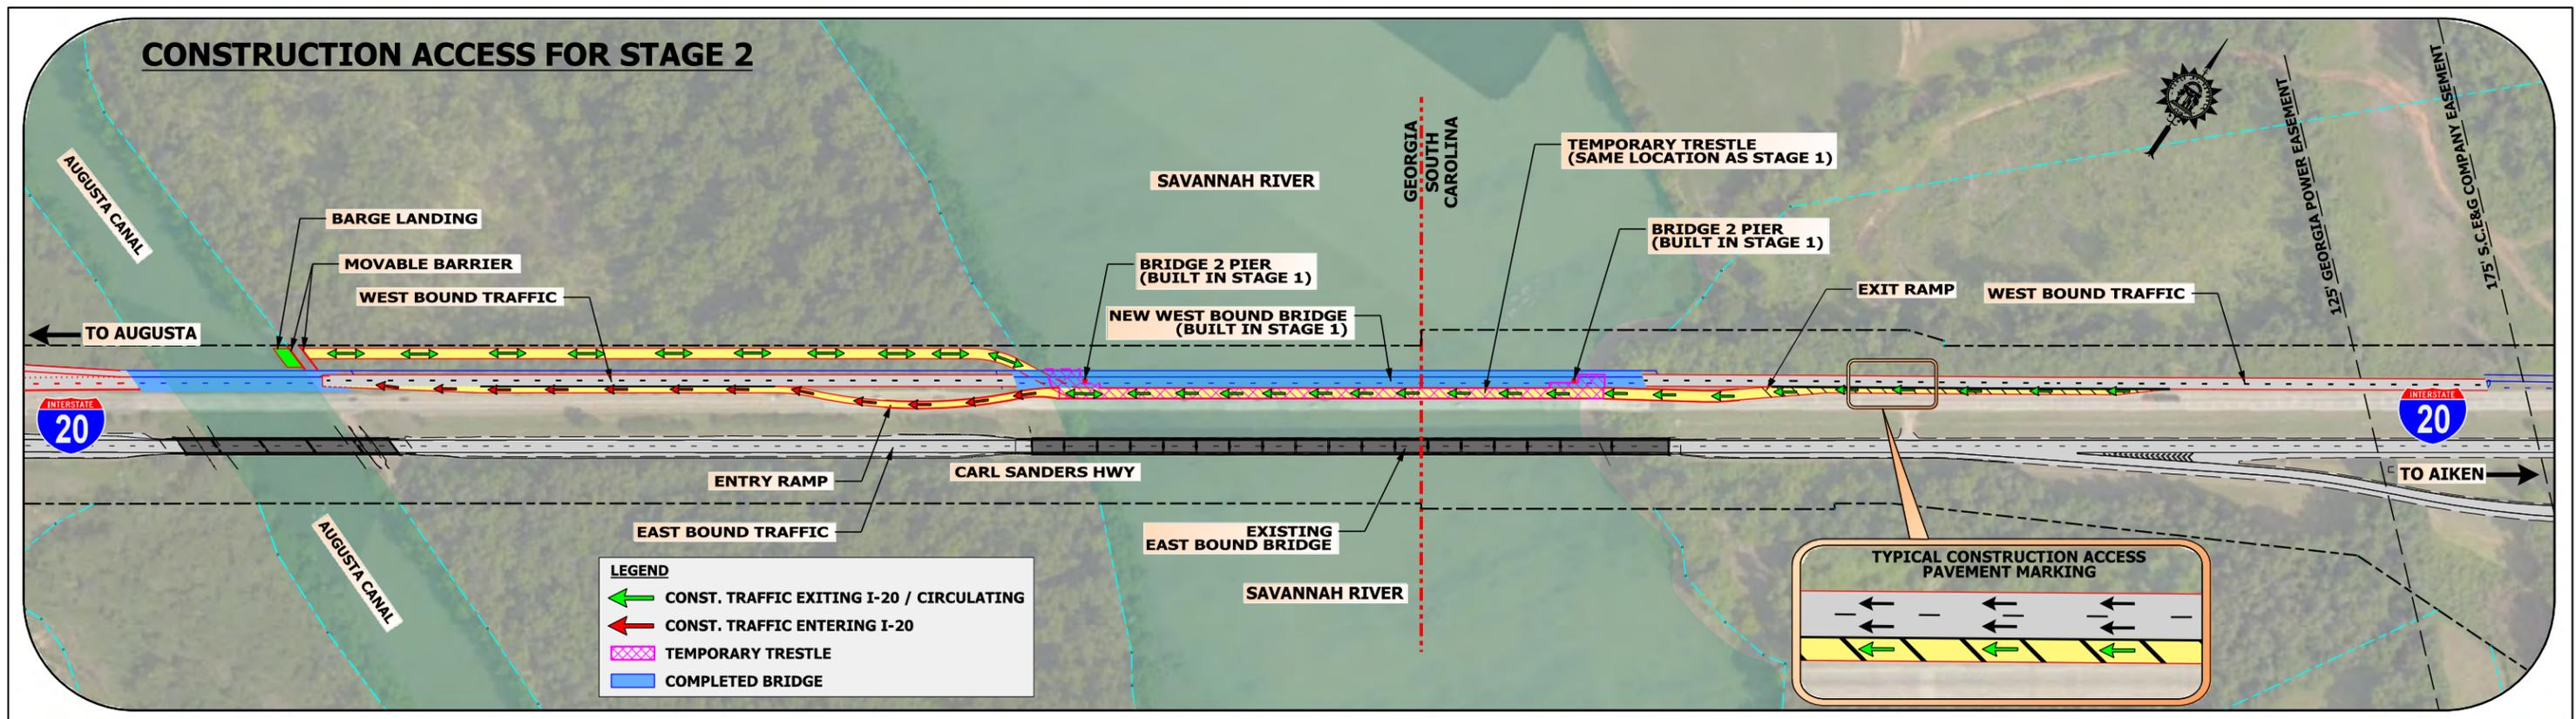 CONSTRUCTION ACCESS FOR STAGE 2
AUGUSTA CANAL
BARGE LANDING
MOVABLE BARRIER
WEST BOUND TRAFFIC
TO AUGUSTA
INTERSTATE
20
SAVANNAH RIVER
GEORGIA
SOUTH
CAROLINA
BRIDGE 2 PIER
(BUILT IN STAGE 1)
NEW WEST BOUND BRIDGE
(BUILT IN STAGE 1)
TEMPORARY TRESTLE
(SAME LOCATION AS STAGE 1)
BRIDGE 2 PIER
(BUILT IN STAGE 1)
EXIT RAMP
WEST BOUND TRAFFIC
125' GEORGIA POWER EASEMENT
175' S.C.E&G COMPANY EASEMENT
INTERSTATE
20
TO AIKEN
ENTRY RAMP
CARL SANDERS HWY
EAST BOUND TRAFFIC
EXISTING
EAST BOUND BRIDGE
SAVANNAH RIVER
AUGUSTA CANAL
LEGEND
CONST. TRAFFIC EXITING I-20 / CIRCULATING
CONST. TRAFFIC ENTERING I-20
TEMPORARY TRESTLE
COMPLETED BRIDGE
TYPICAL CONSTRUCTION ACCESS
PAVEMENT MARKING